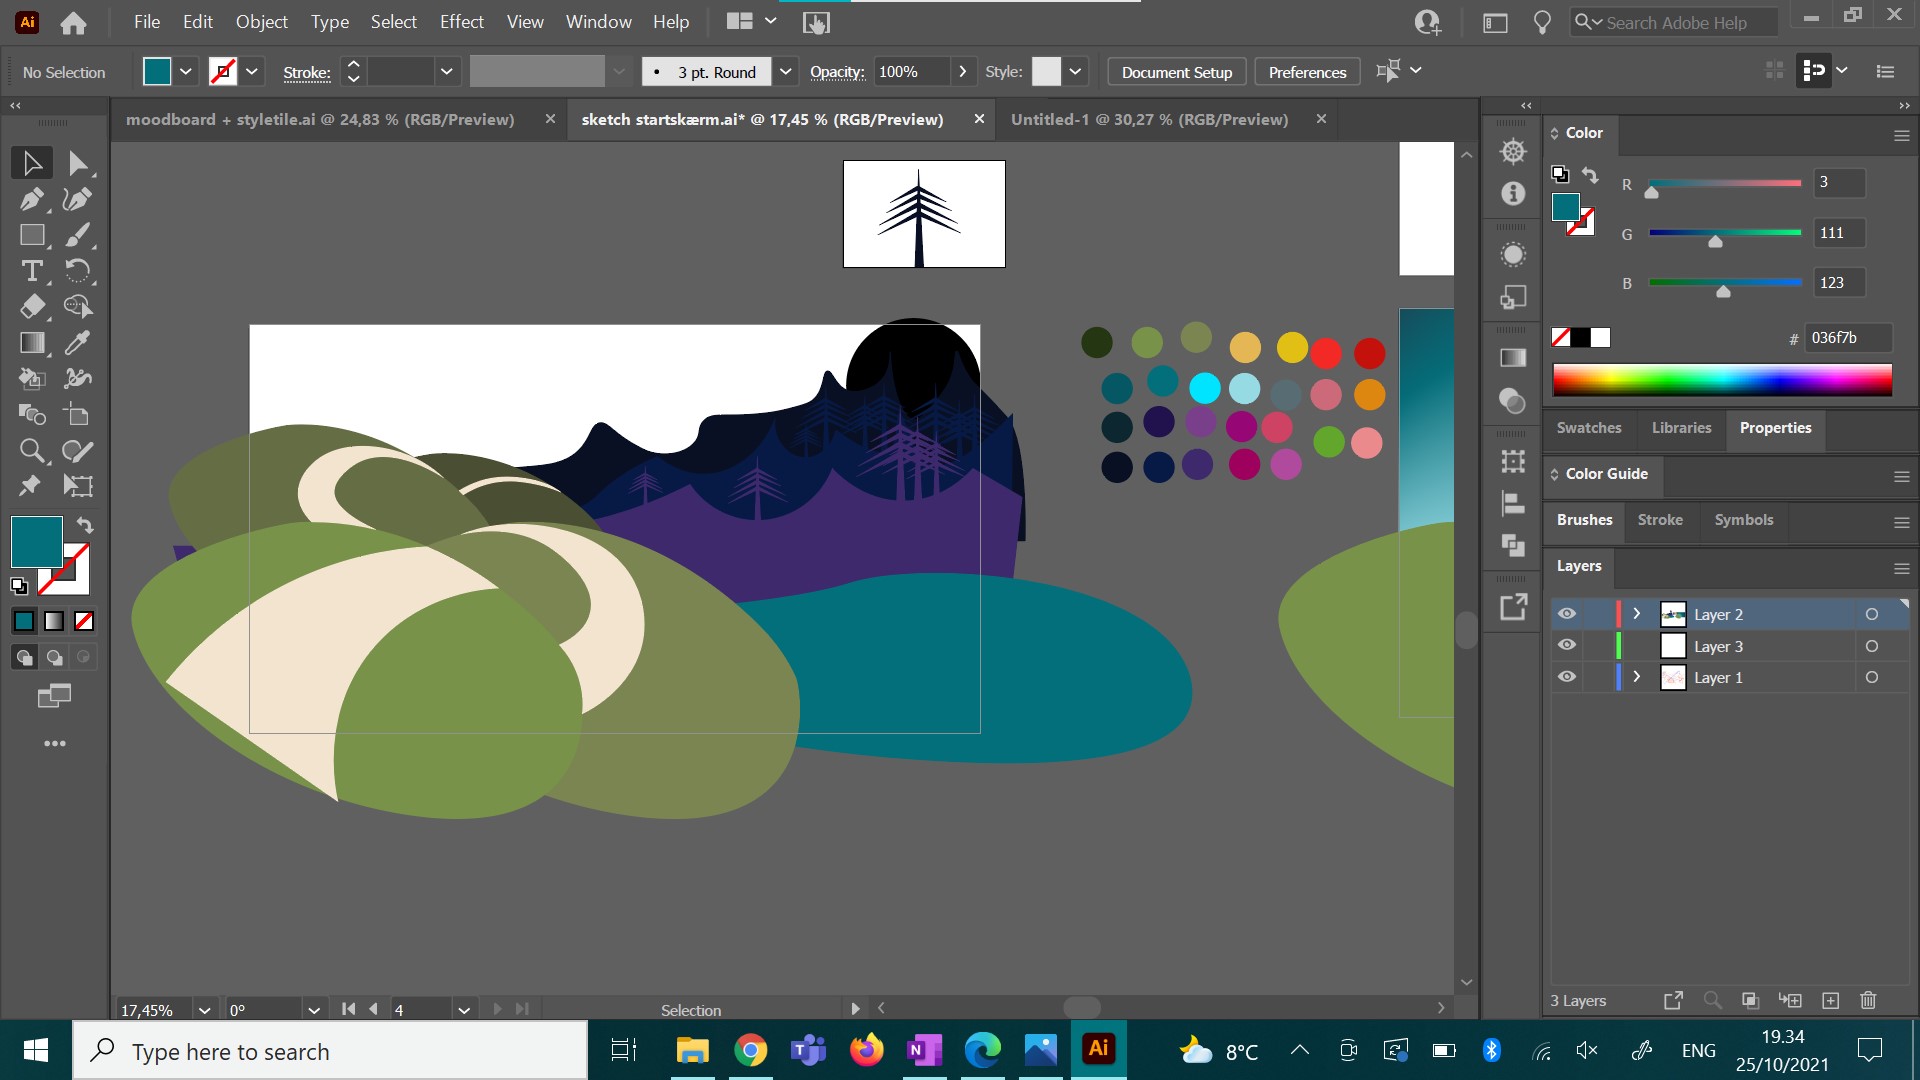 Ai File Edit Object Type Select Effect View Window Help Search Adobe Help
No Selection Stroke: 3 pt. Round Opacity: 100% Style: Document Setup Preferences
moodboard + styletile.ai @ 24,83 % (RGB/Preview) sketch startskærm.ai* @ 17,45 % (RGB/Preview) Untitled-1 @ 30,27 % (RGB/Preview)
Color
R 3
G 111
B 123
# 036f7b
Swatches Libraries Properties
Color Guide
Brushes Stroke Symbols
Layers
Layer 2
Layer 3
Layer 1
3 Layers
17,45% 0° 4 Selection
Type here to search
Ai
8°C
ENG
19.34
25/10/2021